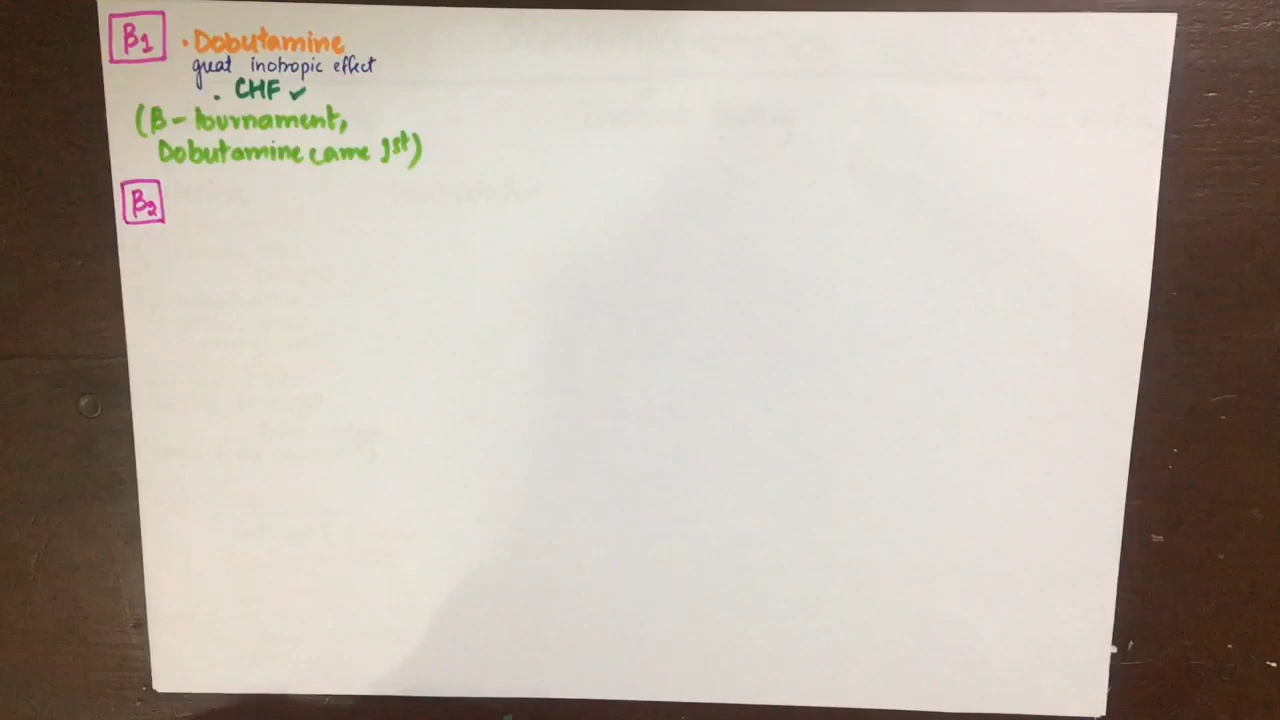 β1 · Dobutamine
great inotropic effect
. CHF ✓
(β- tournament,
Dobutamine came 1st)
β2